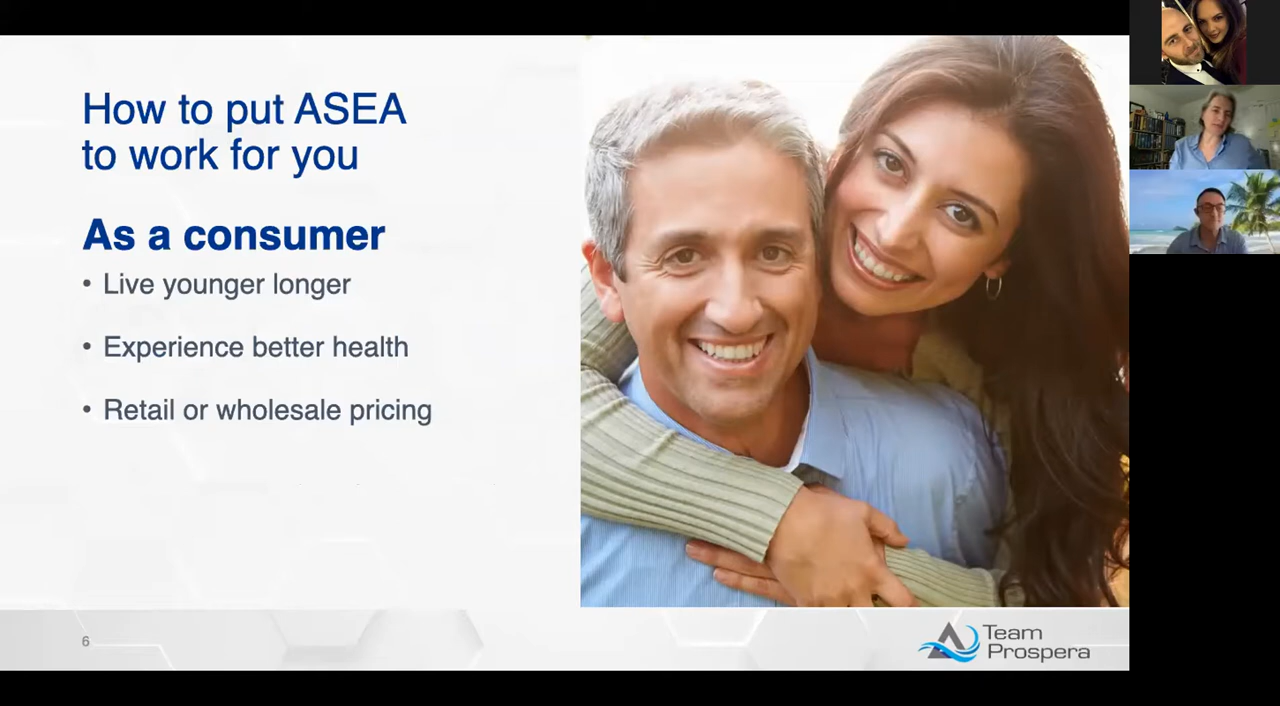 How to put ASEA
to work for you
As a consumer
• Live younger longer
• Experience better health
• Retail or wholesale pricing
6
Team
Prospera